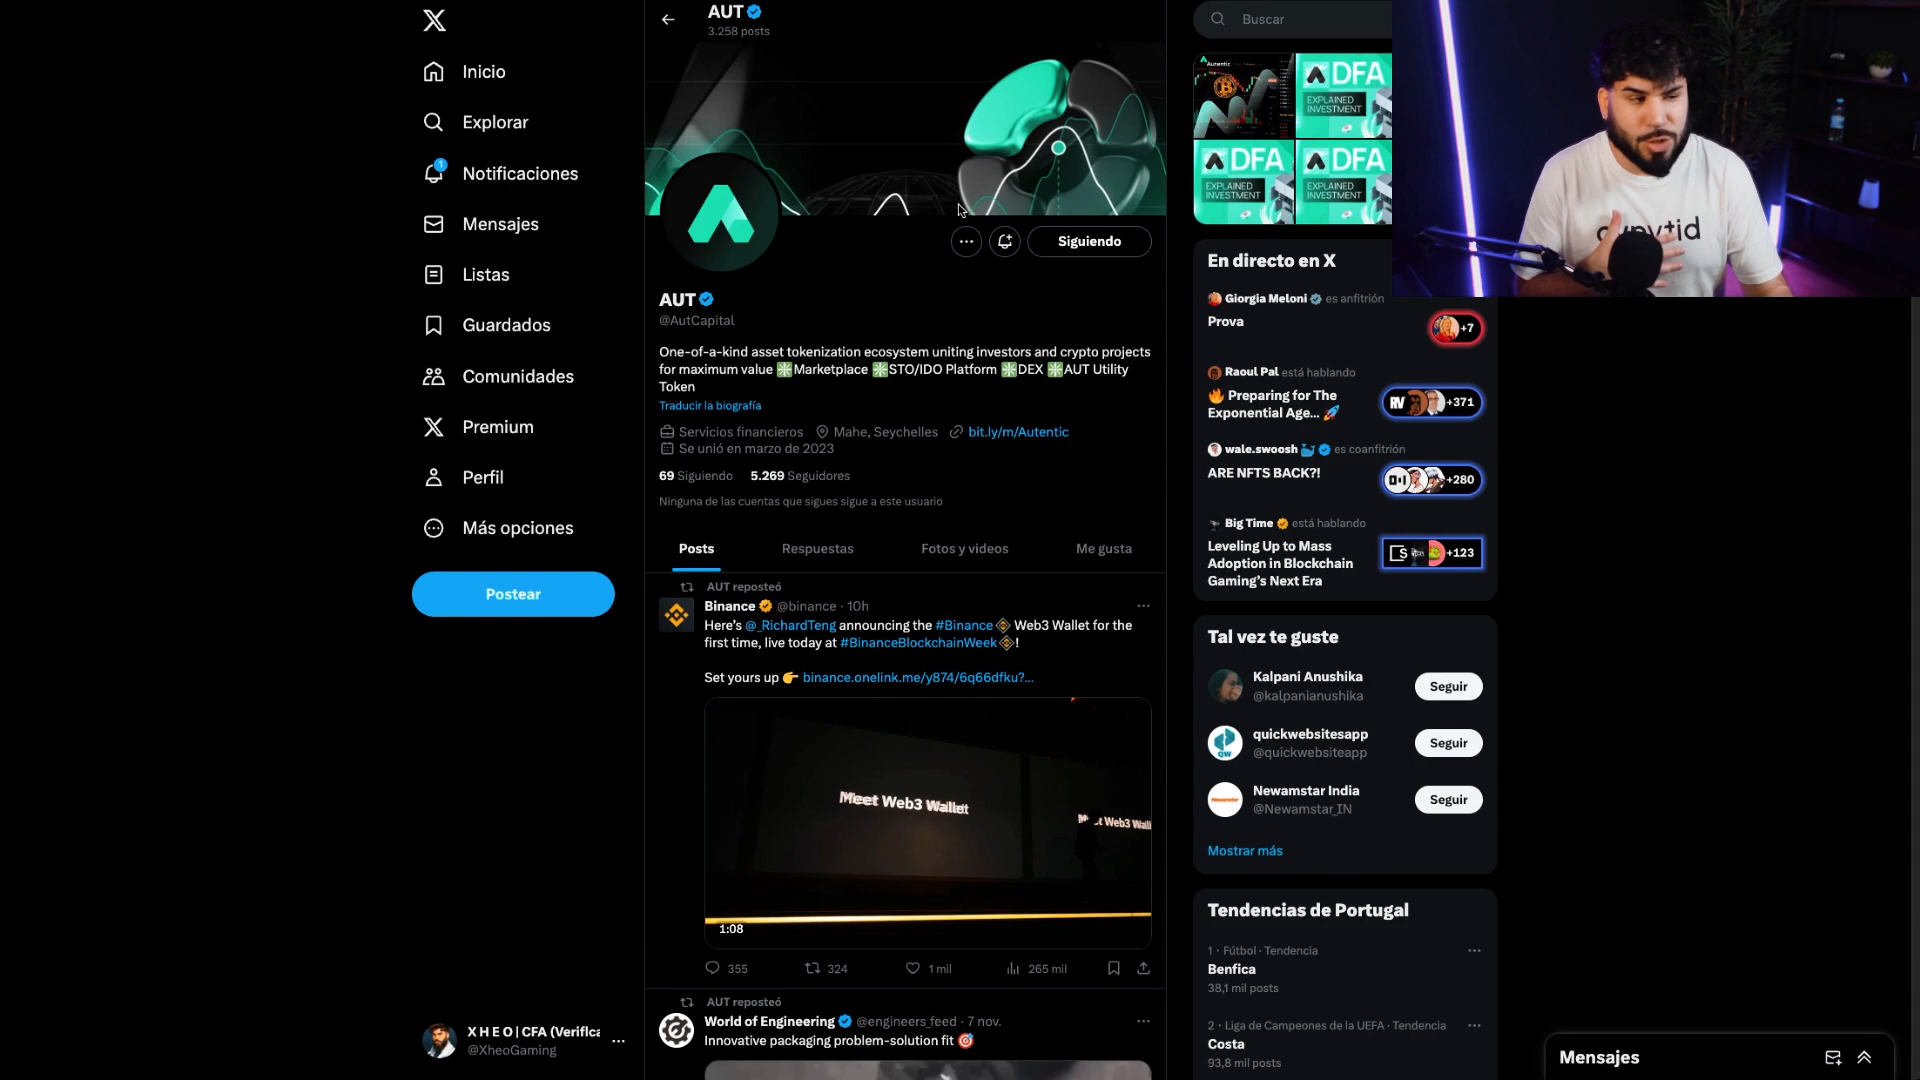 Inicio
Explorar
1
Notificaciones
Mensajes
Listas
Guardados
Comunidades
Premium
Perfil
Más opciones
Postear
X H E O | CFA (Verifica
@XheoGaming
AUT
3.258 posts
Siguiendo
AUT
@AutCapital
One-of-a-kind asset tokenization ecosystem uniting investors and crypto projects
for maximum value ✳️Marketplace ✳️STO/IDO Platform ✳️DEX ✳️AUT Utility
Token
Traducir la biografía
Servicios financieros Mahe, Seychelles bit.ly/m/Autentic
Se unió en marzo de 2023
69 Siguiendo 5.269 Seguidores
Ninguna de las cuentas que sigues sigue a este usuario
Posts Respuestas Fotos y videos Me gusta
AUT reposteó
Binance @binance · 10h
Here's @_RichardTeng announcing the #Binance Web3 Wallet for the
first time, live today at #BinanceBlockchainWeek !
Set yours up 👉 binance.onelink.me/y874/6q66dfku?…
Meet Web3 Wallet
1:08
355 324 1 mil 265 mil
AUT reposteó
World of Engineering @engineers_feed · 7 nov.
Innovative packaging problem-solution fit 🎯
Buscar
Autentic
DFA
EXPLAINED
INVESTMENT
DFA
EXPLAINED
INVESTMENT
DFA
EXPLAINED
INVESTMENT
En directo en X
Giorgia Meloni es anfitrión
Prova
+7
Raoul Pal está hablando
🔥 Preparing for The
Exponential Age... 🚀
RV
+371
wale.swoosh 🐳 es coanfitrión
ARE NFTS BACK?!
+280
Big Time está hablando
Leveling Up to Mass
Adoption in Blockchain
Gaming's Next Era
+123
Tal vez te guste
Kalpani Anushika
@kalpanianushika
Seguir
quickwebsitesapp
@quickwebsiteapp
Seguir
QW
Newamstar India
@Newamstar_IN
Seguir
Mostrar más
Tendencias de Portugal
1 · Fútbol · Tendencia
Benfica
38,1 mil posts
2 · Liga de Campeones de la UEFA · Tendencia
Costa
93,8 mil posts
Mensajes